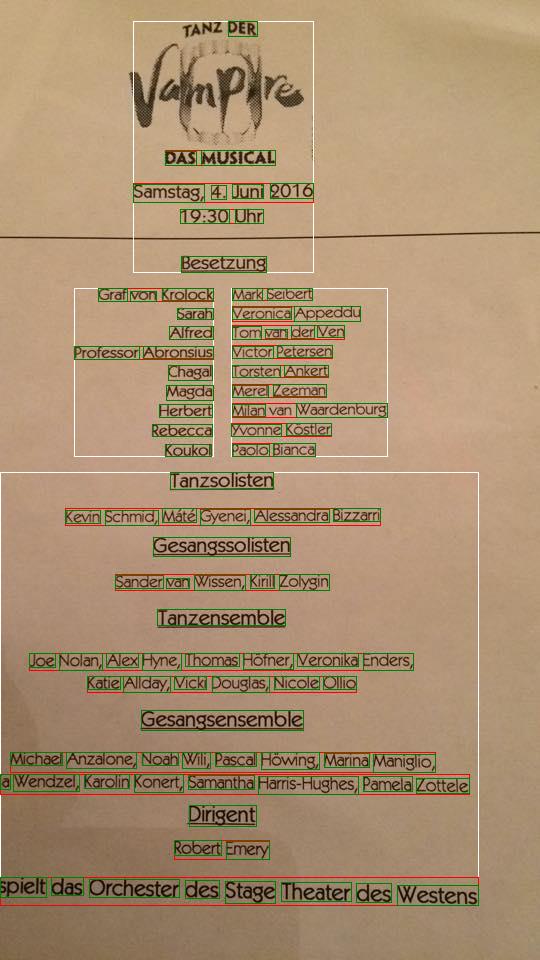 TANZ DER
Vampire
DAS MUSICAL
Samstag, 4. Juni 2016
19:30 Uhr
Besetzung
Graf von Krolock Mark Seibert
Sarah Veronica Appeddu
Alfred Tom van der Ven
Professor Abronsius Victor Petersen
Chagal Torsten Ankert
Magda Merel Zeeman
Herbert Milan van Waardenburg
Rebecca Yvonne Köstler
Koukol Paolo Bianca
Tanzsolisten
Kevin Schmid, Máté Gyenei, Alessandra Bizzarri
Gesangssolisten
Sander van Wissen, Kirill Zolygin
Tanzensemble
Joe Nolan, Alex Hyne, Thomas Höfner, Veronika Enders,
Katie Allday, Vicki Douglas, Nicole Ollio
Gesangsensemble
Michael Anzalone, Noah Wili, Pascal Höwing, Marina Maniglio,
a Wendzel, Karolin Konert, Samantha Harris-Hughes, Pamela Zottele
Dirigent
Robert Emery
spielt das Orchester des Stage Theater des Westens